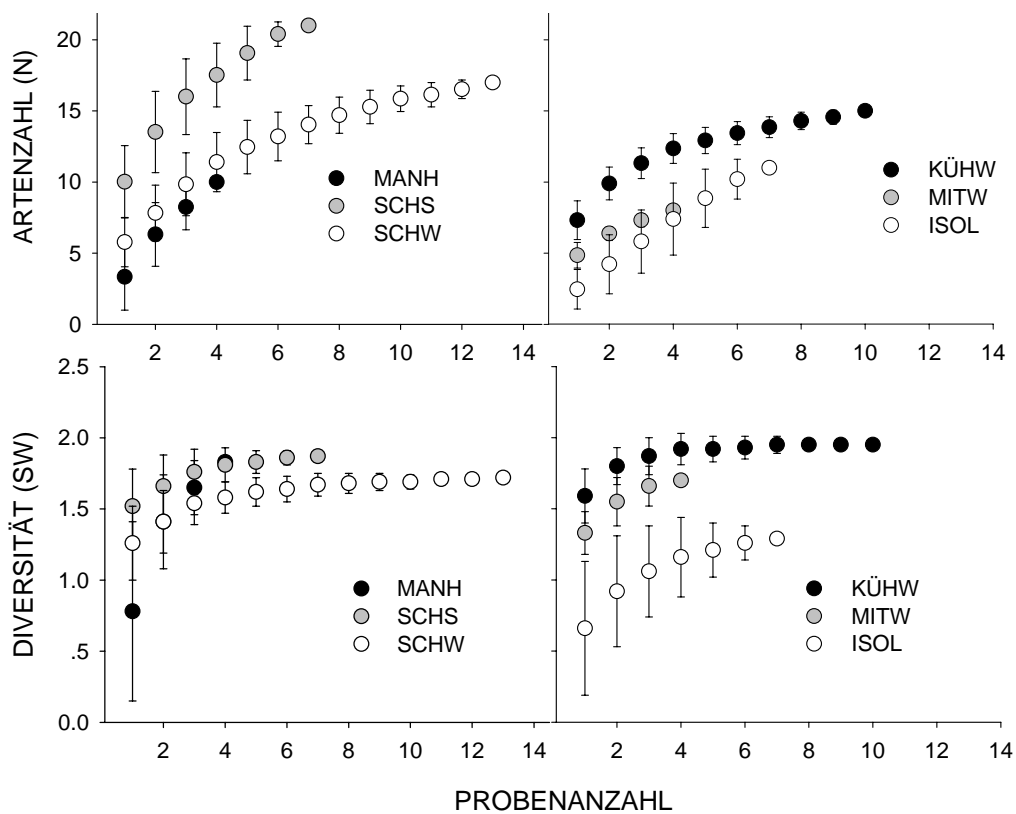 ARTENZAHL (N)
20
15
10
5
0
MANH
SCHS
SCHW
2 4 6 8 10 12 14
KÜHW
MITW
ISOL
2 4 6 8 10 12 14
DIVERSITÄT (SW)
2.5
2.0
1.5
1.0
.5
0.0
MANH
SCHS
SCHW
2 4 6 8 10 12 14
KÜHW
MITW
ISOL
2 4 6 8 10 12 14
PROBENANZAHL